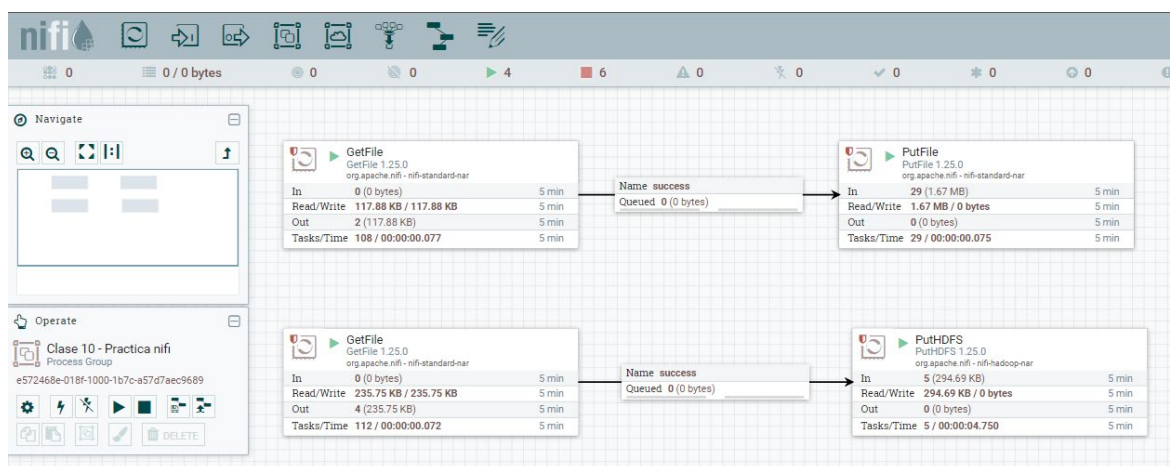 nifi
0
0 / 0 bytes
0
0
4
6
0
0
0
0
0
Navigate
GetFile
GetFile 1.25.0
org.apache.nifi - nifi-standard-nar
In 0 (0 bytes) 5 min
Read/Write 117.88 KB / 117.88 KB 5 min
Out 2 (117.88 KB) 5 min
Tasks/Time 108 / 00:00:00.077 5 min
Name success
Queued 0 (0 bytes)
PutFile
PutFile 1.25.0
org.apache.nifi - nifi-standard-nar
In 29 (1.67 MB) 5 min
Read/Write 1.67 MB / 0 bytes 5 min
Out 0 (0 bytes) 5 min
Tasks/Time 29 / 00:00:00.075 5 min
Operate
Clase 10 - Practica nifi
Process Group
e572468e-018f-1000-1b7c-a57d7aec9689
DELETE
GetFile
GetFile 1.25.0
org.apache.nifi - nifi-standard-nar
In 0 (0 bytes) 5 min
Read/Write 235.75 KB / 235.75 KB 5 min
Out 4 (235.75 KB) 5 min
Tasks/Time 112 / 00:00:00.072 5 min
Name success
Queued 0 (0 bytes)
PutHDFS
PutHDFS 1.25.0
org.apache.nifi - nifi-hadoop-nar
In 5 (294.69 KB) 5 min
Read/Write 294.69 KB / 0 bytes 5 min
Out 0 (0 bytes) 5 min
Tasks/Time 5 / 00:00:04.750 5 min